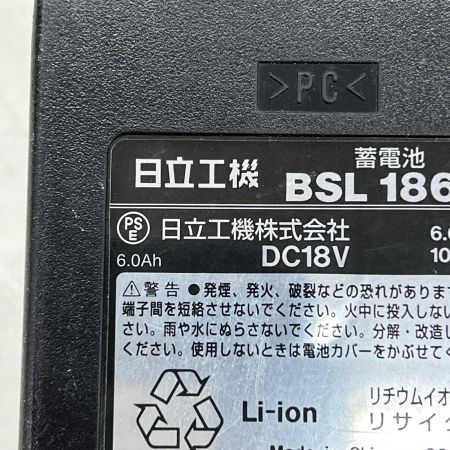 >PC<
日立工機
蓄電池
BSL 186
PS E
日立工機株式会社
6.0Ah
DC18V
6.0
10
⚠警告 ●発煙、発火、破裂などの恐れがありま
端子間を短絡させないでください。火中に投入しない
さい。雨や水にぬらさないでください。分解・改造し
ください。使用しないときは電池カバーをかぶせてく
Li-ion
リチウムイオ
リサイク